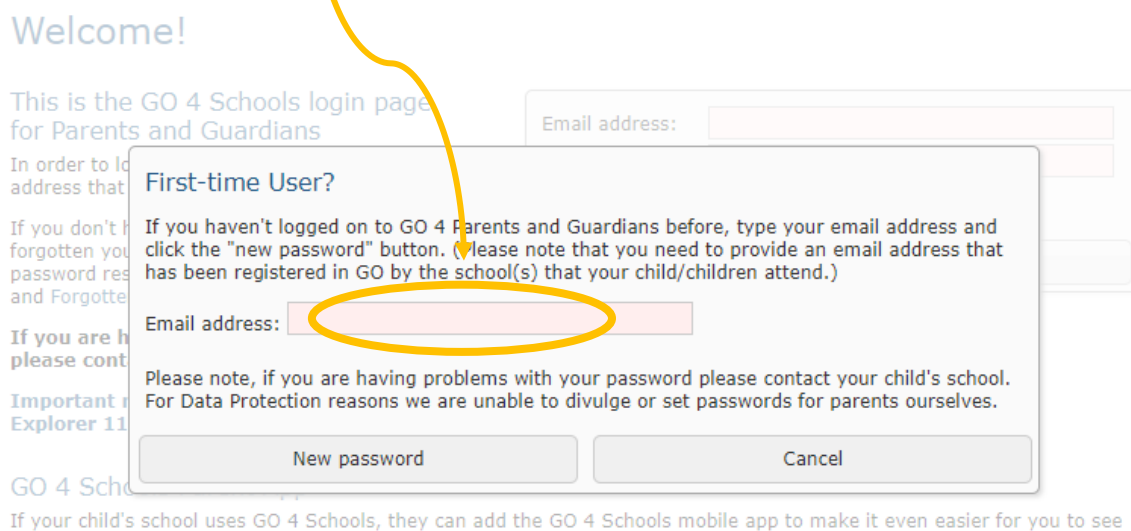 Welcome!
This is the GO 4 Schools login page
for Parents and Guardians
Email address:
In order to lo
address that
If you don't h
forgotten you
password res
and Forgotte
If you are h
please cont
Important
Explorer 11
First-time User?
If you haven't logged on to GO 4 Parents and Guardians before, type your email address and
click the "new password" button. (Please note that you need to provide an email address that
has been registered in GO by the school(s) that your child/children attend.)
Email address:
Please note, if you are having problems with your password please contact your child's school.
For Data Protection reasons we are unable to divulge or set passwords for parents ourselves.
New password
Cancel
GO 4 Scho
If your child's school uses GO 4 Schools, they can add the GO 4 Schools mobile app to make it even easier for you to see